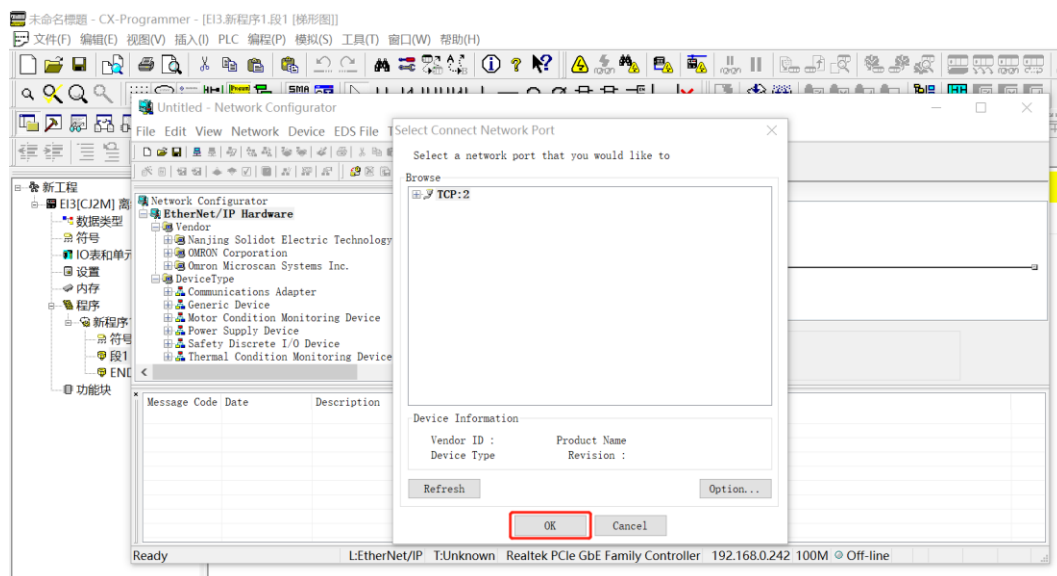 未命名標題 - CX-Programmer - [EI3.新程序1.段1 [梯形图]]
文件(F) 编辑(E) 视图(V) 插入(I) PLC 编程(P) 模拟(S) 工具(T) 窗口(W) 帮助(H)
Untitled - Network Configurator
File Edit View Network Device EDS File
Select Connect Network Port
Select a network port that you would like to
Browse
TCP:2
新工程
EI3[CJ2M] 离
数据类型
符号
IO表和单元
设置
内存
程序
新程序
符号
段1
END
功能块
Network Configurator
EtherNet/IP Hardware
Vendor
Nanjing Solidot Electric Technology
OMRON Corporation
Omron Microscan Systems Inc.
DeviceType
Communications Adapter
Generic Device
Motor Condition Monitoring Device
Power Supply Device
Safety Discrete I/O Device
Thermal Condition Monitoring Device
Message Code Date Description
Device Information
Vendor ID : Product Name
Device Type Revision :
Refresh Option...
OK Cancel
Ready L:EtherNet/IP T:Unknown Realtek PCIe GbE Family Controller 192.168.0.242 100M Off-line